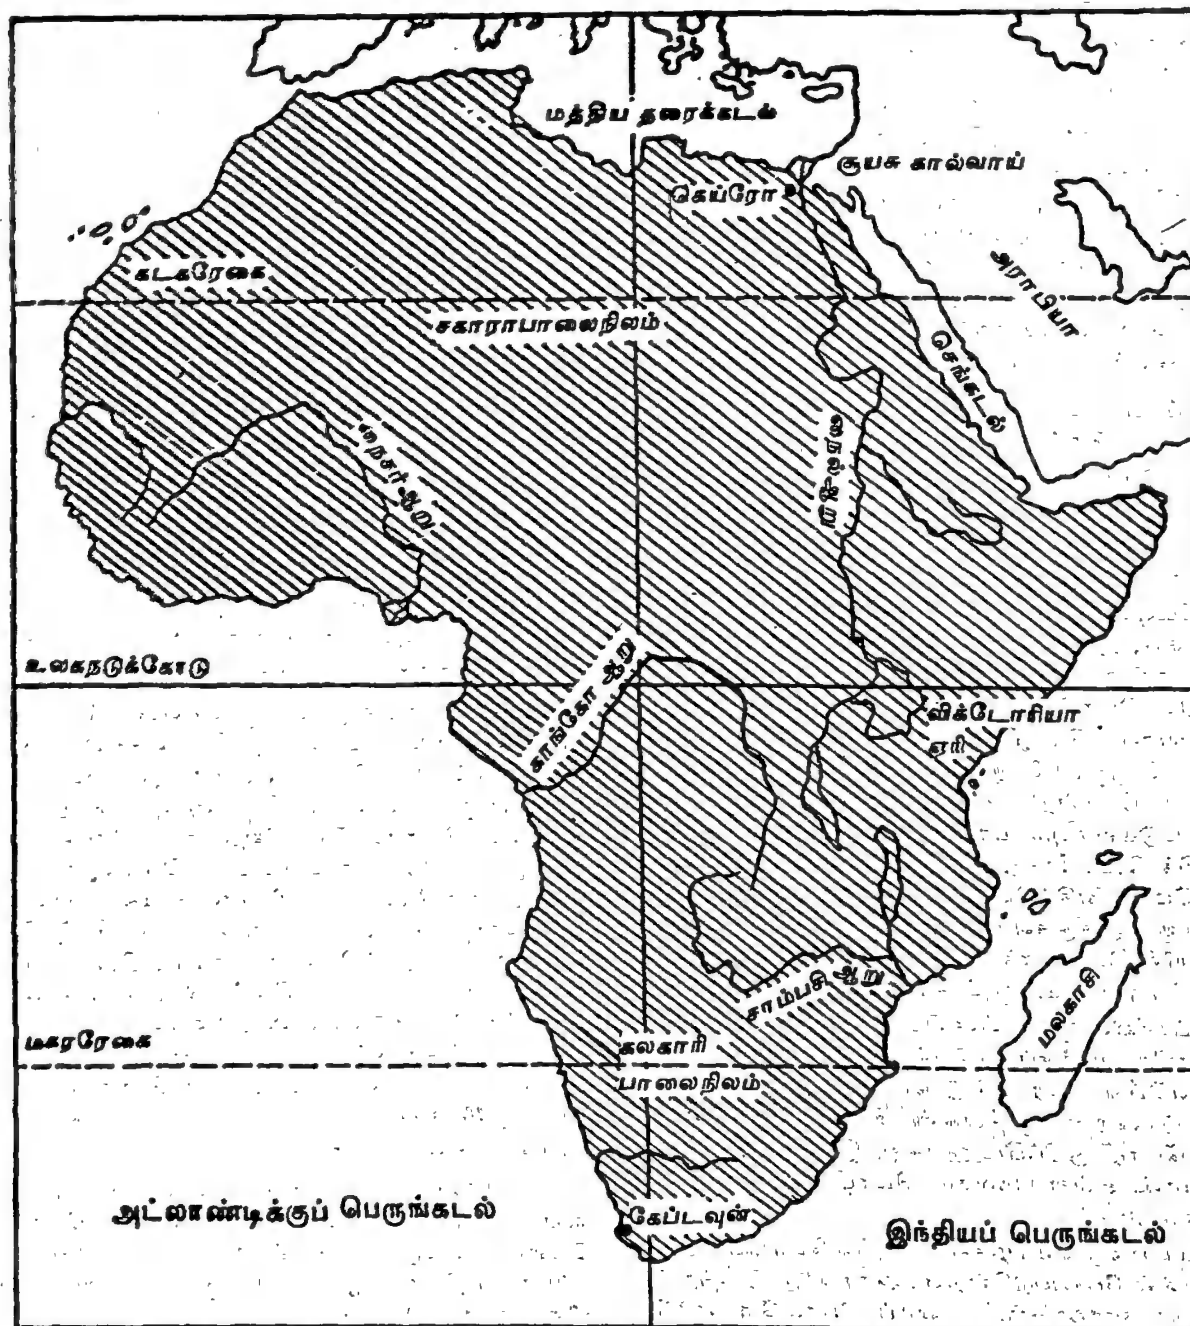 மத்திய தரைக்கடல்
சூயசு கால்வாய்
கெய்ரோ
அராபியா
கடகரேகை
சகாராபாலைநிலம்
செங்கடல்
நைசர் ஆறு
நைல் ஆறு
உலகநடுக்கோடு
காங்கோ ஆறு
விக்டோரியா
ஏரி
சாம்பசி ஆறு
மலகாசி
மகரரேகை
கலகாரி
பாலைநிலம்
அட்லாண்டிக்குப் பெருங்கடல்
கேப்டவுன்
இந்தியப் பெருங்கடல்